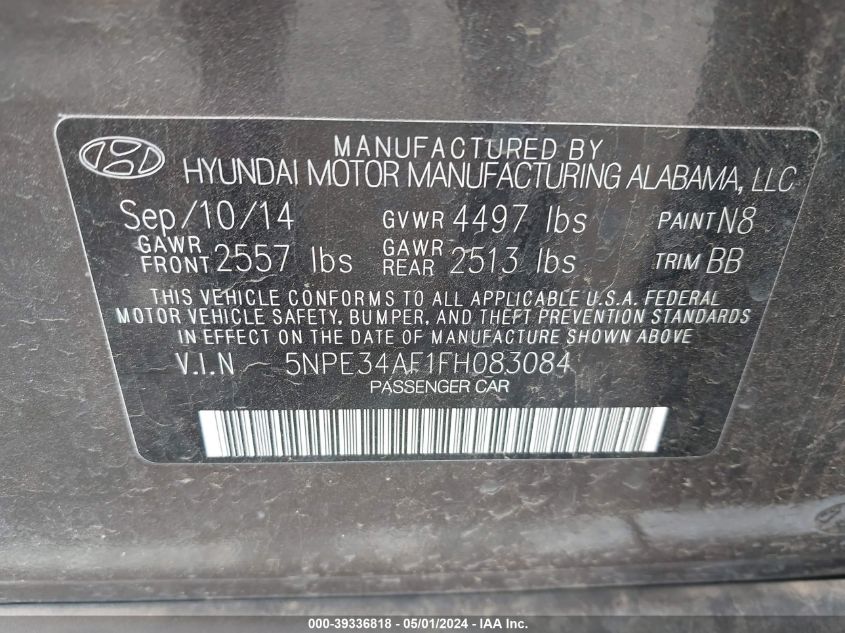 MANUFACTURED BY
HYUNDAI MOTOR MANUFACTURING ALABAMA, LLC
Sep/10/14 GVWR 4497 lbs PAINT N8
GAWR FRONT 2557 lbs GAWR REAR 2513 lbs TRIM BB
THIS VEHICLE CONFORMS TO ALL APPLICABLE U.S.A. FEDERAL
MOTOR VEHICLE SAFETY, BUMPER, AND THEFT PREVENTION STANDARDS
IN EFFECT ON THE DATE OF MANUFACTURE SHOWN ABOVE
V.I.N - 5NPE34AF1FH083084
PASSENGER CAR
000-39336818 - 05/01/2024 - IAAI.COM